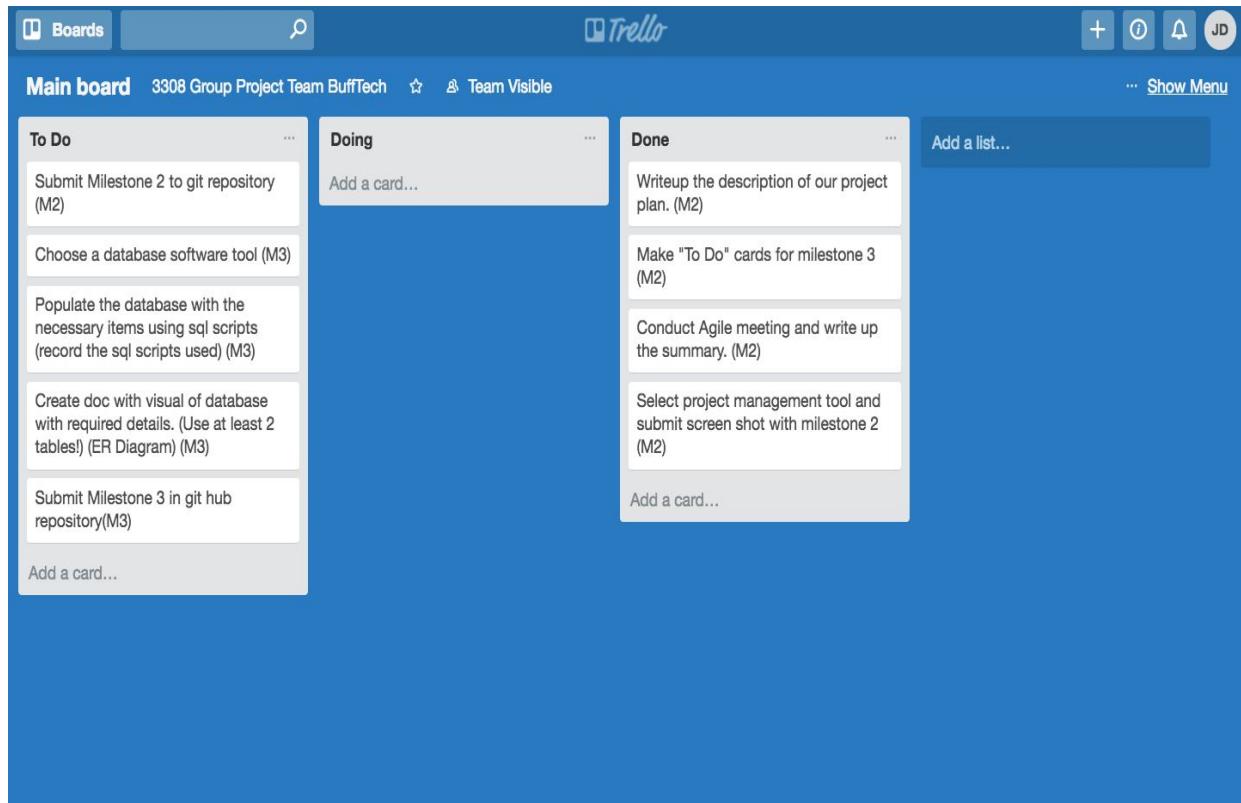 Boards
Trello
JD
Main board 3308 Group Project Team BuffTech Team Visible ... Show Menu
To Do ...
Submit Milestone 2 to git repository
(M2)
Choose a database software tool (M3)
Populate the database with the
necessary items using sql scripts
(record the sql scripts used) (M3)
Create doc with visual of database
with required details. (Use at least 2
tables!) (ER Diagram) (M3)
Submit Milestone 3 in git hub
repository(M3)
Add a card...
Doing ...
Add a card...
Done ...
Writeup the description of our project
plan. (M2)
Make "To Do" cards for milestone 3
(M2)
Conduct Agile meeting and write up
the summary. (M2)
Select project management tool and
submit screen shot with milestone 2
(M2)
Add a card...
Add a list...